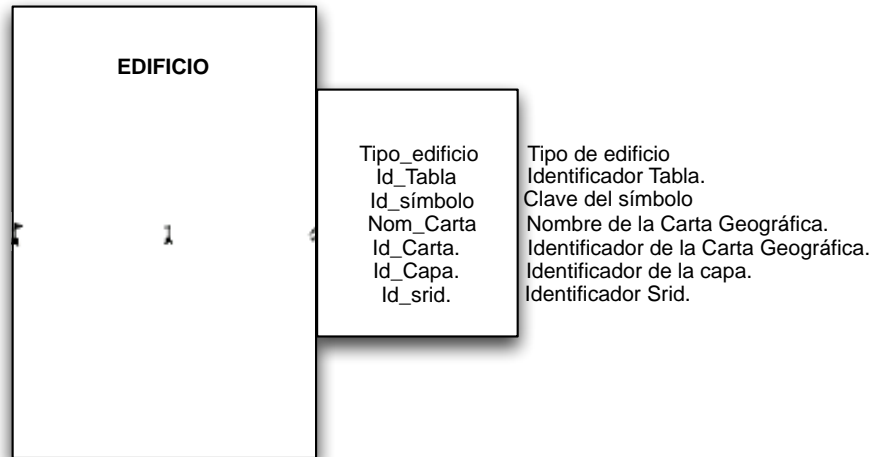 EDIFICIO
Tipo_edificio Tipo de edificio
Id_Tabla Identificador Tabla.
Id_símbolo Clave del símbolo
Nom_Carta Nombre de la Carta Geográfica.
Id_Carta. Identificador de la Carta Geográfica.
Id_Capa. Identificador de la capa.
Id_srid. Identificador Srid.